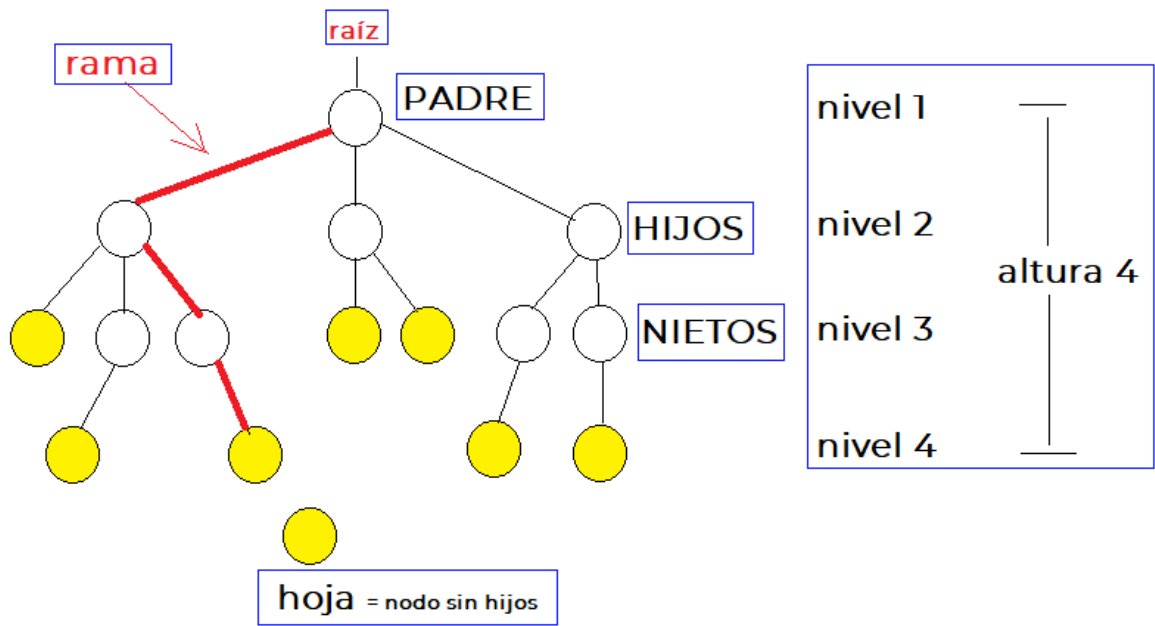 raíz
rama
PADRE
HIJOS
NIETOS
hoja = nodo sin hijos
nivel 1
nivel 2
altura 4
nivel 3
nivel 4